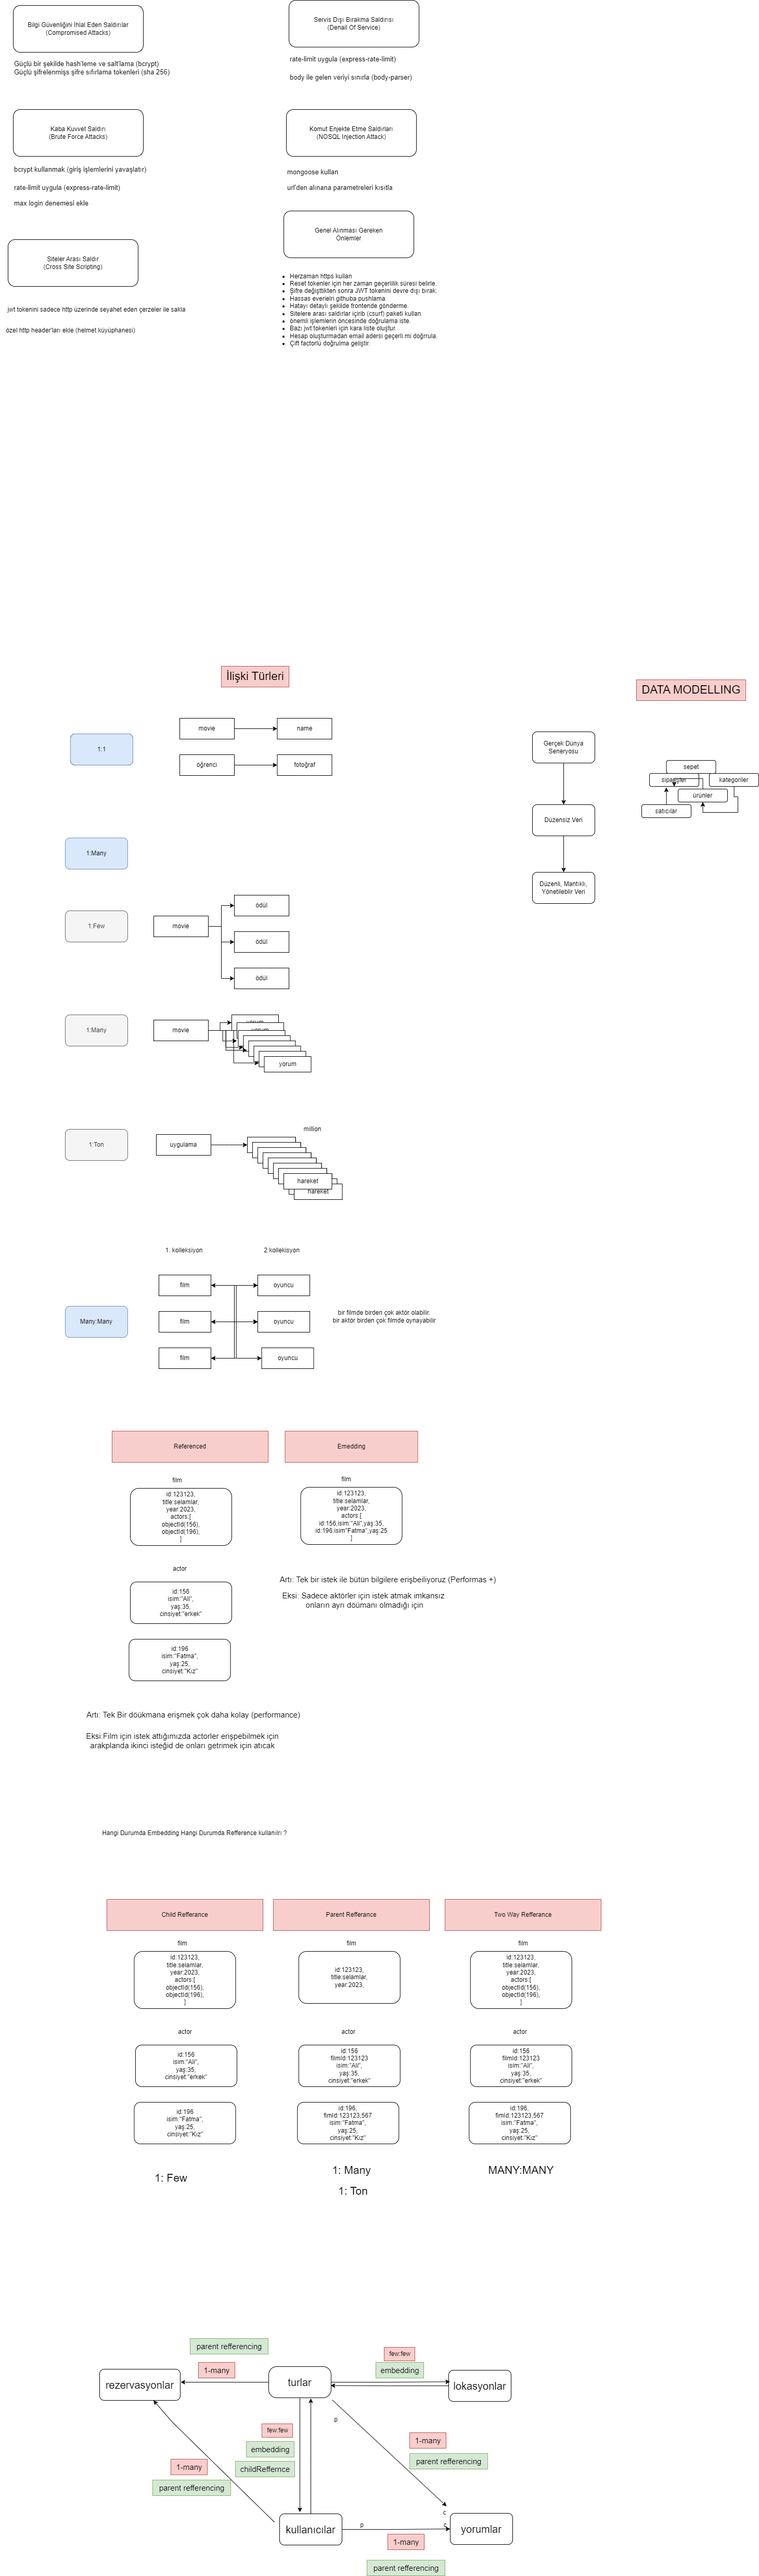 Bilgi Güvenliğini İhlal Eden Saldırılar
(Compromised Attacks)
Güçlü bir şekilde hash'leme ve salt'lama (bcrypt)
Güçlü şifrelenmişs şifre sıfırlama tokenleri (sha 256)
Servis Dışı Bırakma Saldırısı
(Denail Of Service)
rate-limit uygula (express-rate-limit)
body ile gelen veriyi sınırla (body-parser)
Kaba Kuvvet Saldırı
(Brute Force Attacks)
bcrypt kullanmak (giriş işlemlerini yavaşlatır)
rate-limit uygula (express-rate-limit)
max login denemesi ekle
Komut Enjekte Etme Saldırıları
(NOSQL Injection Attack)
mongoose kullan
url'den alınana parametreleri kısıtla
Siteler Arası Saldır
(Cross Site Scripting)
jwt tokenini sadece http üzerinde seyahet eden çerzeler ile sakla
özel http header'ları ekle (helmet küyüphanesi)
Genel Alınması Gereken
Önlemler
Herzaman https kullan
Reset tokenler için her zaman geçerlilik süresi belirle.
Şifre değiştlikten sonra JWT tokenini devre dışı bırak.
Hassas everielri githuba pushlama.
Hatayı detaylı şekilde frontende gönderme.
Sitelere arası saldırlar içirib (csurf) paketi kullan.
önemli işlemlerin öncesinde doğrulama iste.
Bazı jwt tokenleri için kara liste oluştur.
Hesap oluşturmadan email adersi geçerli mi doğrrula.
Çift factorlü doğrulma geliştir.
İlişki Türleri
DATA MODELLING
1:1
movie
name
öğrenci
fotoğraf
Gerçek Dünya
Seneryosu
Düzensiz Veri
Düzenli, Mantıklı,
Yönetilebilr Veri
sepet
siparişler
kategoriler
ürünler
satıcılar
1:Many
1:Few
movie
ödül
ödül
ödül
1:Many
movie
yorum
yorum
yorum
1:Ton
uygulama
million
hareket
hareket
1. kolleksiyon
2.kollekisyon
Many:Many
film
oyuncu
film
oyuncu
film
oyuncu
bir filmde birden çok aktör olabilir.
bir aktör birden çok filmde oynayabilir
Referenced
film
id:123123,
title:selamlar,
year:2023,
actors:[
objectId(156),
objectId(196),
]
actor
id:156
isim:"Ali",
yaş:35,
cinsiyet:"erkek"
id:196
isim:"Fatma",
yaş:25,
cinsiyet:"Kız"
Artı: Tek Bir döükmana erişmek çok daha kolay (performance)
Eksi:Film için istek attığımızda actorler erişpebilmek için
arakplanda ikinci isteğid de onları getrimek için atıcak
Emedding
film
id:123123,
title:selamlar,
year:2023,
actors:[
id:156,isim:"Ali",yaş:35,
id:196:isim"Fatma",yaş:25
]
Artı: Tek bir istek ile bütün bilgilere erişbeiliyoruz (Performas +)
Eksi: Sadece aktörler için istek atmak imkansız
onların ayrı döümanı olmadığı için
Hangi Durumda Embedding Hangi Durumda Refference kullanılrı ?
Child Refferance
film
id:123123,
title:selamlar,
year:2023,
actors:[
objectId(156),
objectId(196),
]
actor
id:156
isim:"Ali",
yaş:35,
cinsiyet:"erkek"
id:196
isim:"Fatma",
yaş:25,
cinsiyet:"Kız"
1: Few
Parent Refferance
film
id:123123,
title:selamlar,
year:2023,
actor
id:156
filmId:123123
isim:"Ali",
yaş:35,
cinsiyet:"erkek"
id:196,
fimId:123123,567
isim:"Fatma",
yaş:25,
cinsiyet:"Kız"
1: Many
1: Ton
Two Way Refferance
film
id:123123,
title:selamlar,
year:2023,
actors:[
objectId(156),
objectId(196),
]
actor
id:156
filmId:123123
isim:"Ali",
yaş:35,
cinsiyet:"erkek"
id:196,
fimId:123123,567
isim:"Fatma",
yaş:25,
cinsiyet:"Kız"
MANY:MANY
parent refferencing
1-many
few:few
embedding
rezervasyonlar
turlar
lokasyonlar
p
few:few
embedding
childReffernce
1-many
parent refferencing
1-many
parent refferencing
c
kullanıcılar
p
c
yorumlar
1-many
parent refferencing